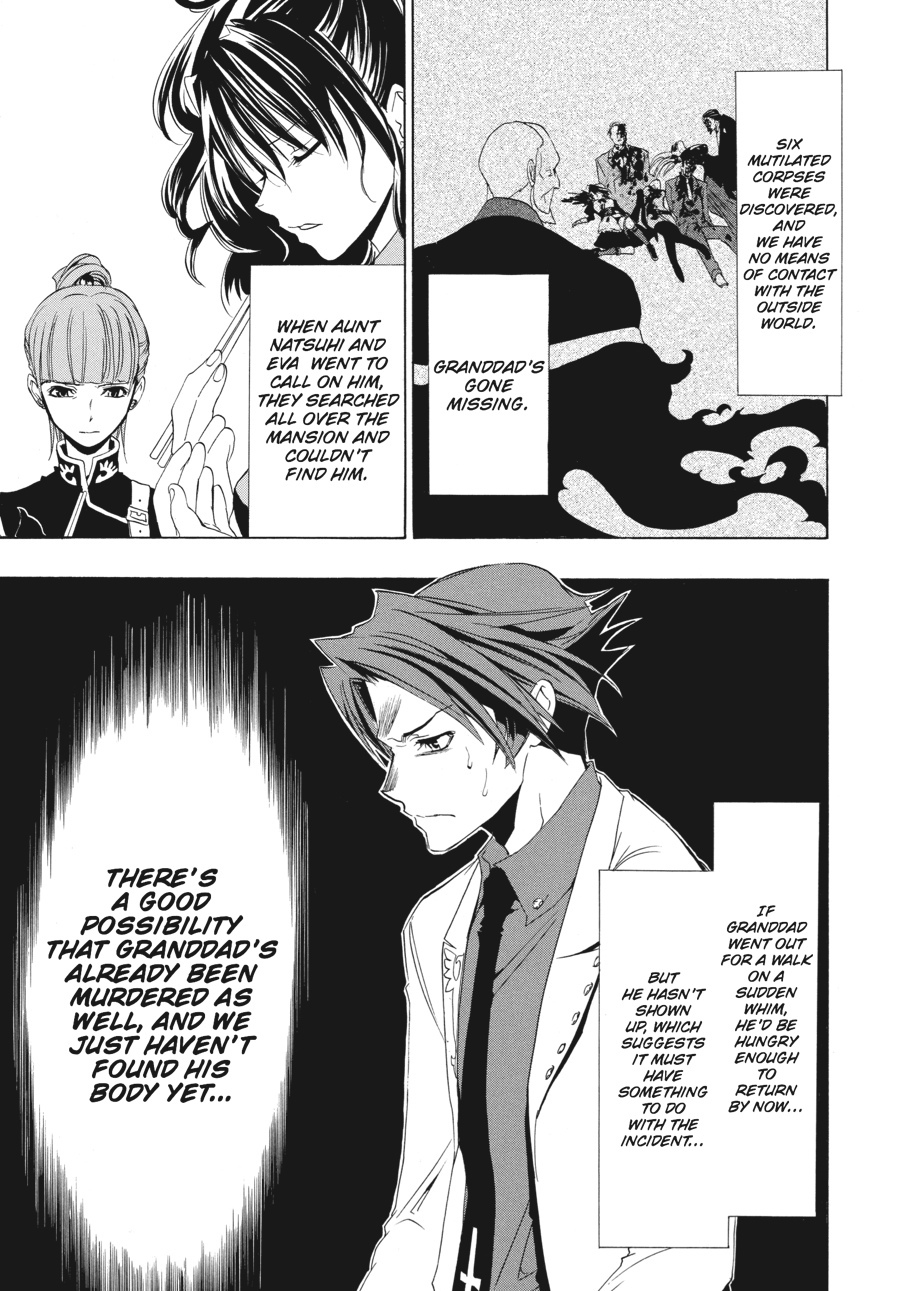 SIX
MUTILATED
CORPSES
WERE
DISCOVERED,
AND
WE HAVE
NO MEANS
OF CONTACT
WITH THE
OUTSIDE
WORLD.
GRANDDAD'S
GONE
MISSING.
WHEN AUNT
NATSUHI AND
EVA WENT TO
CALL ON HIM,
THEY SEARCHED
ALL OVER THE
MANSION AND
COULDN'T
FIND HIM.
IF
GRANDDAD
WENT OUT
FOR A WALK
ON A
SUDDEN
WHIM,
HE'D BE
HUNGRY
ENOUGH
TO
RETURN
BY NOW...
BUT
HE HASN'T
SHOWN
UP, WHICH
SUGGESTS
IT MUST
HAVE
SOMETHING
TO DO
WITH THE
INCIDENT...
THERE'S
A GOOD
POSSIBILITY
THAT GRANDDAD'S
ALREADY BEEN
MURDERED AS
WELL, AND WE
JUST HAVEN'T
FOUND HIS
BODY YET...